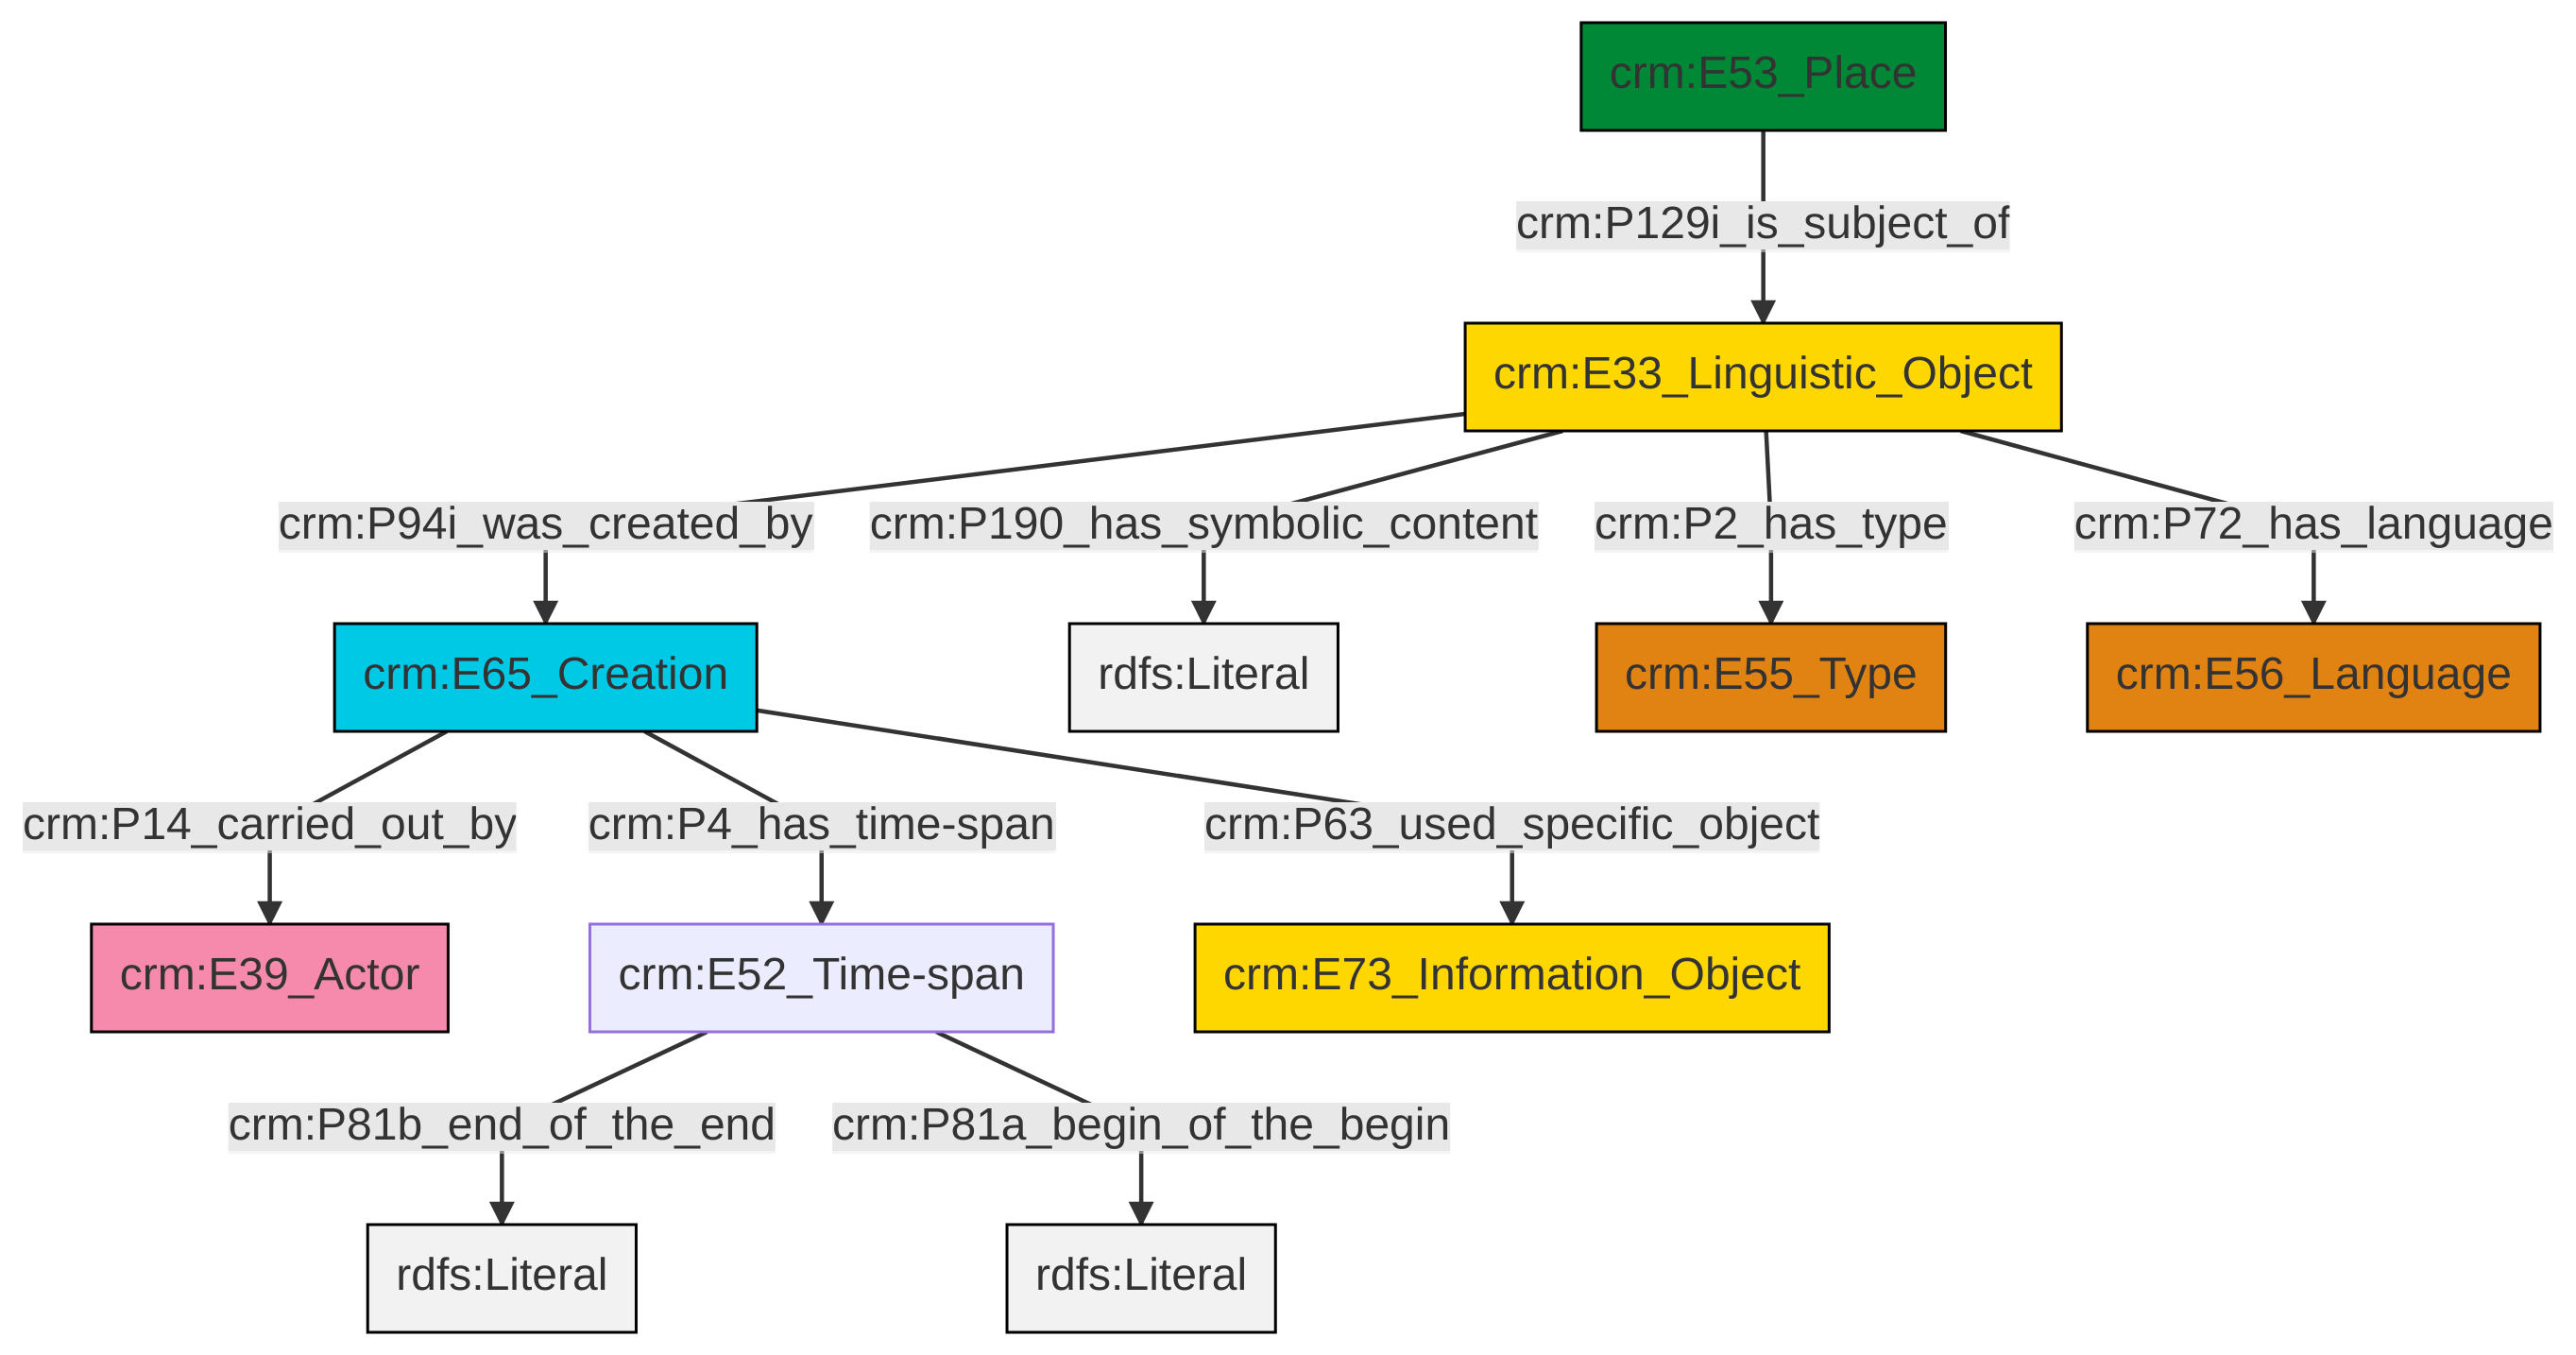 crm:E53_Place
crm:P129i_is_subject_of
crm:E33_Linguistic_Object
crm:P94i_was_created_by
crm:P190_has_symbolic_content
crm:P2_has_type
crm:P72_has_language
crm:E65_Creation
rdfs:Literal
crm:E55_Type
crm:E56_Language
crm:P14_carried_out_by
crm:P4_has_time-span
crm:P63_used_specific_object
crm:E39_Actor
crm:E52_Time-span
crm:E73_Information_Object
crm:P81b_end_of_the_end
crm:P81a_begin_of_the_begin
rdfs:Literal
rdfs:Literal